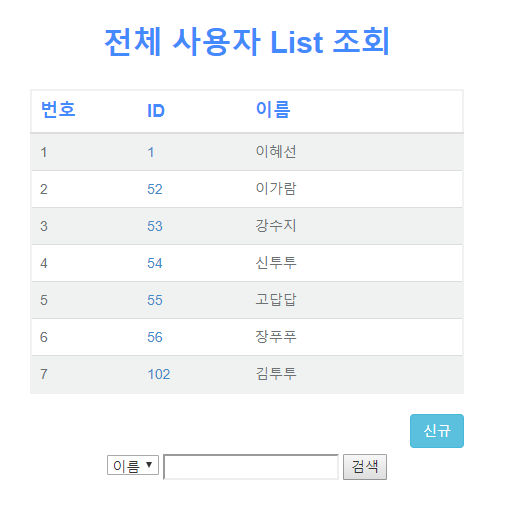 전체 사용자 List 조회
번호 ID 이름
1 1 이혜선
2 52 이가람
3 53 강수지
4 54 신투투
5 55 고답답
6 56 장푸푸
7 102 김투투
신규
이름 검색